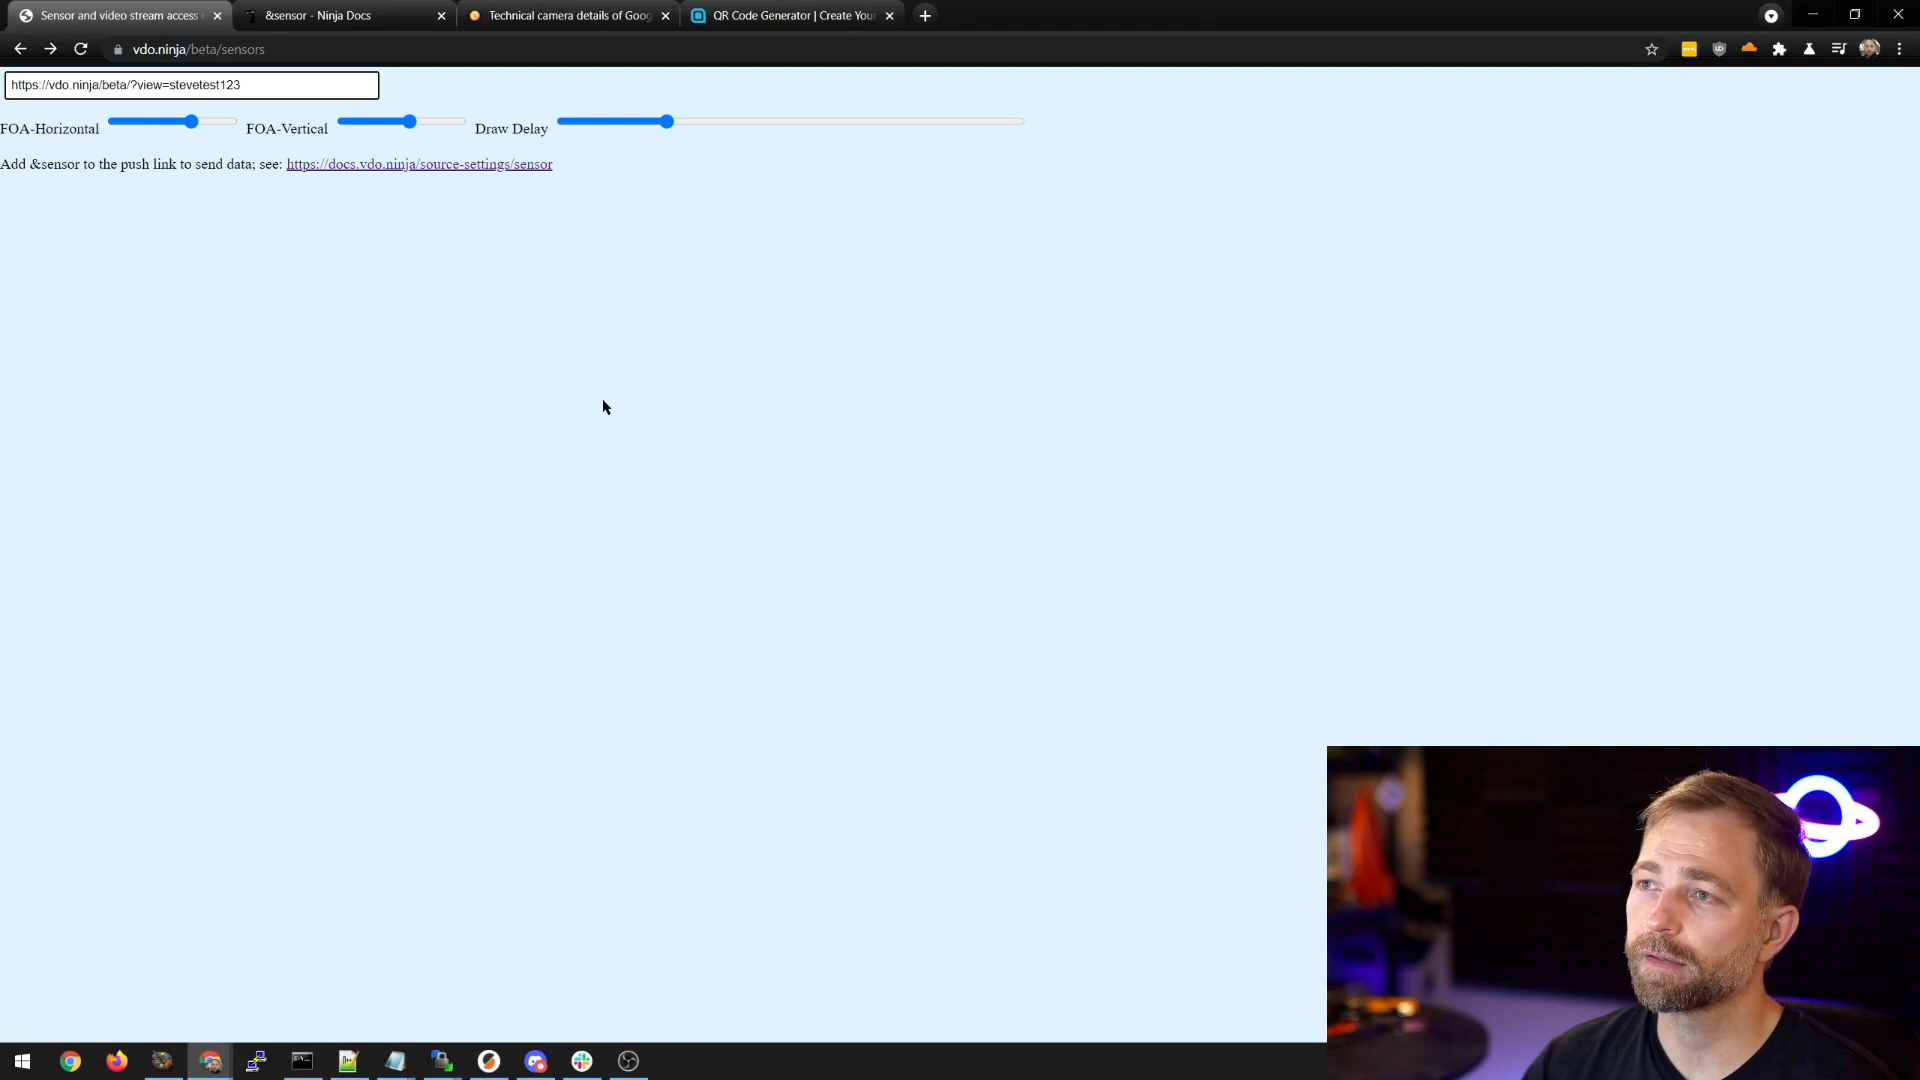 Sensor and video stream access e
&sensor - Ninja Docs
Technical camera details of Goog
QR Code Generator | Create Your
vdo.ninja/beta/sensors
https://vdo.ninja/beta/?view=stevetest123
FOA-Horizontal FOA-Vertical Draw Delay
Add &sensor to the push link to send data; see: https://docs.vdo.ninja/source-settings/sensor